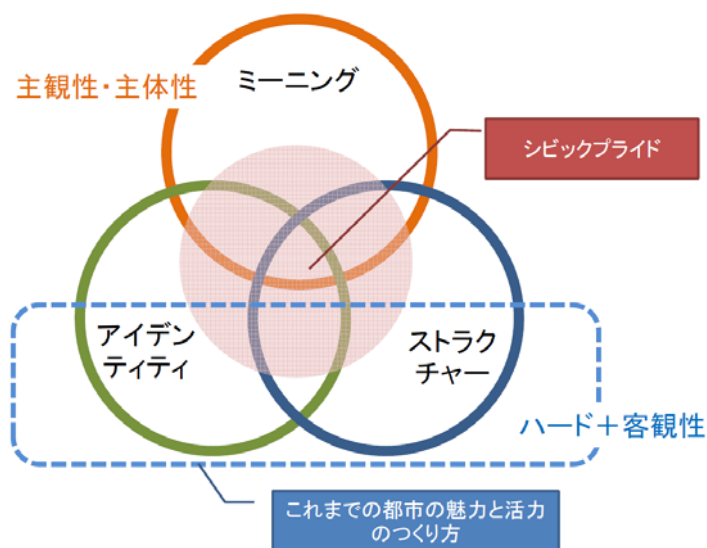 ミーニング
主観性・主体性
シビックプライド
アイデン
ティティ
ストラク
チャー
ハード＋客観性
これまでの都市の魅力と活力
のつくり方